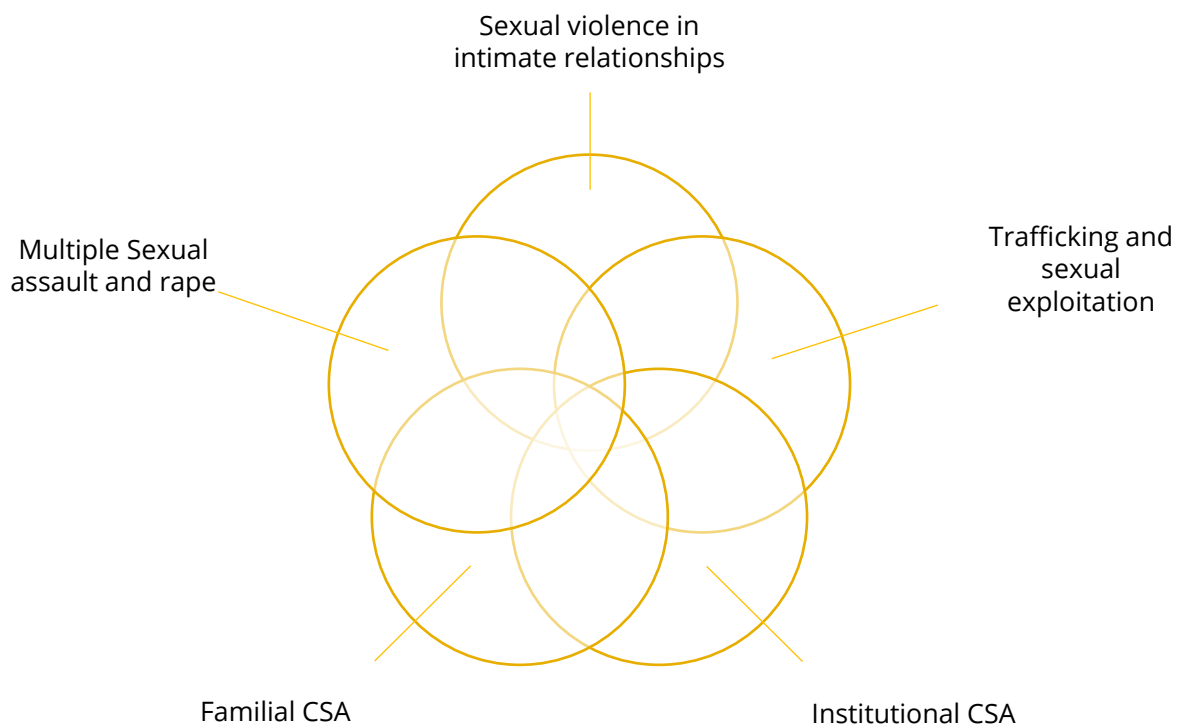 Sexual violence in
intimate relationships
Multiple Sexual
assault and rape
Trafficking and
sexual
exploitation
Familial CSA
Institutional CSA